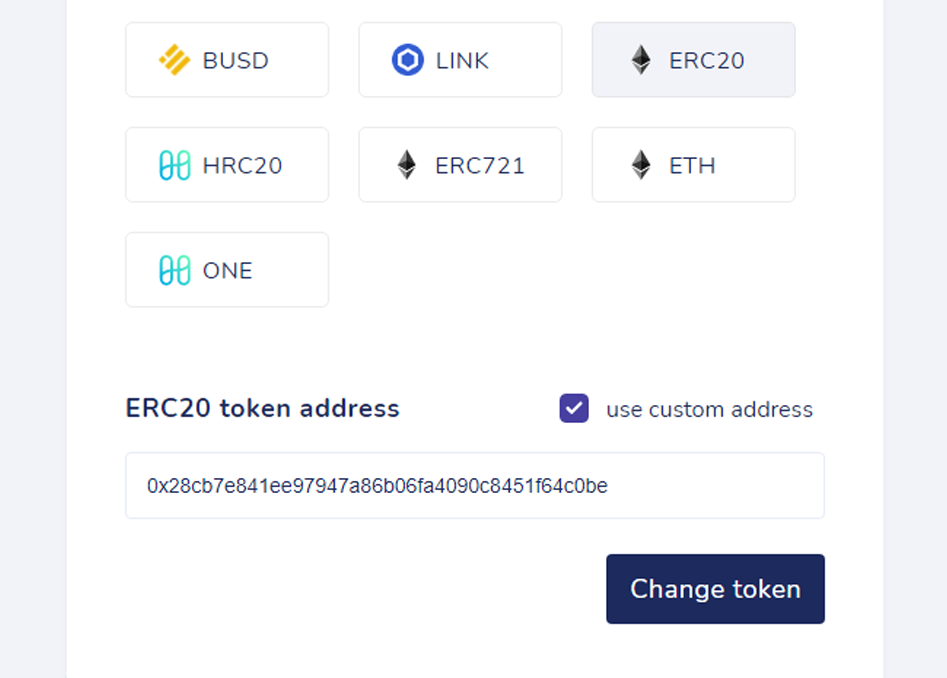 BUSD LINK ERC20
HRC20 ERC721 ETH
ONE
ERC20 token address use custom address
0x28cb7e841ee97947a86b06fa4090c8451f64c0be
Change token